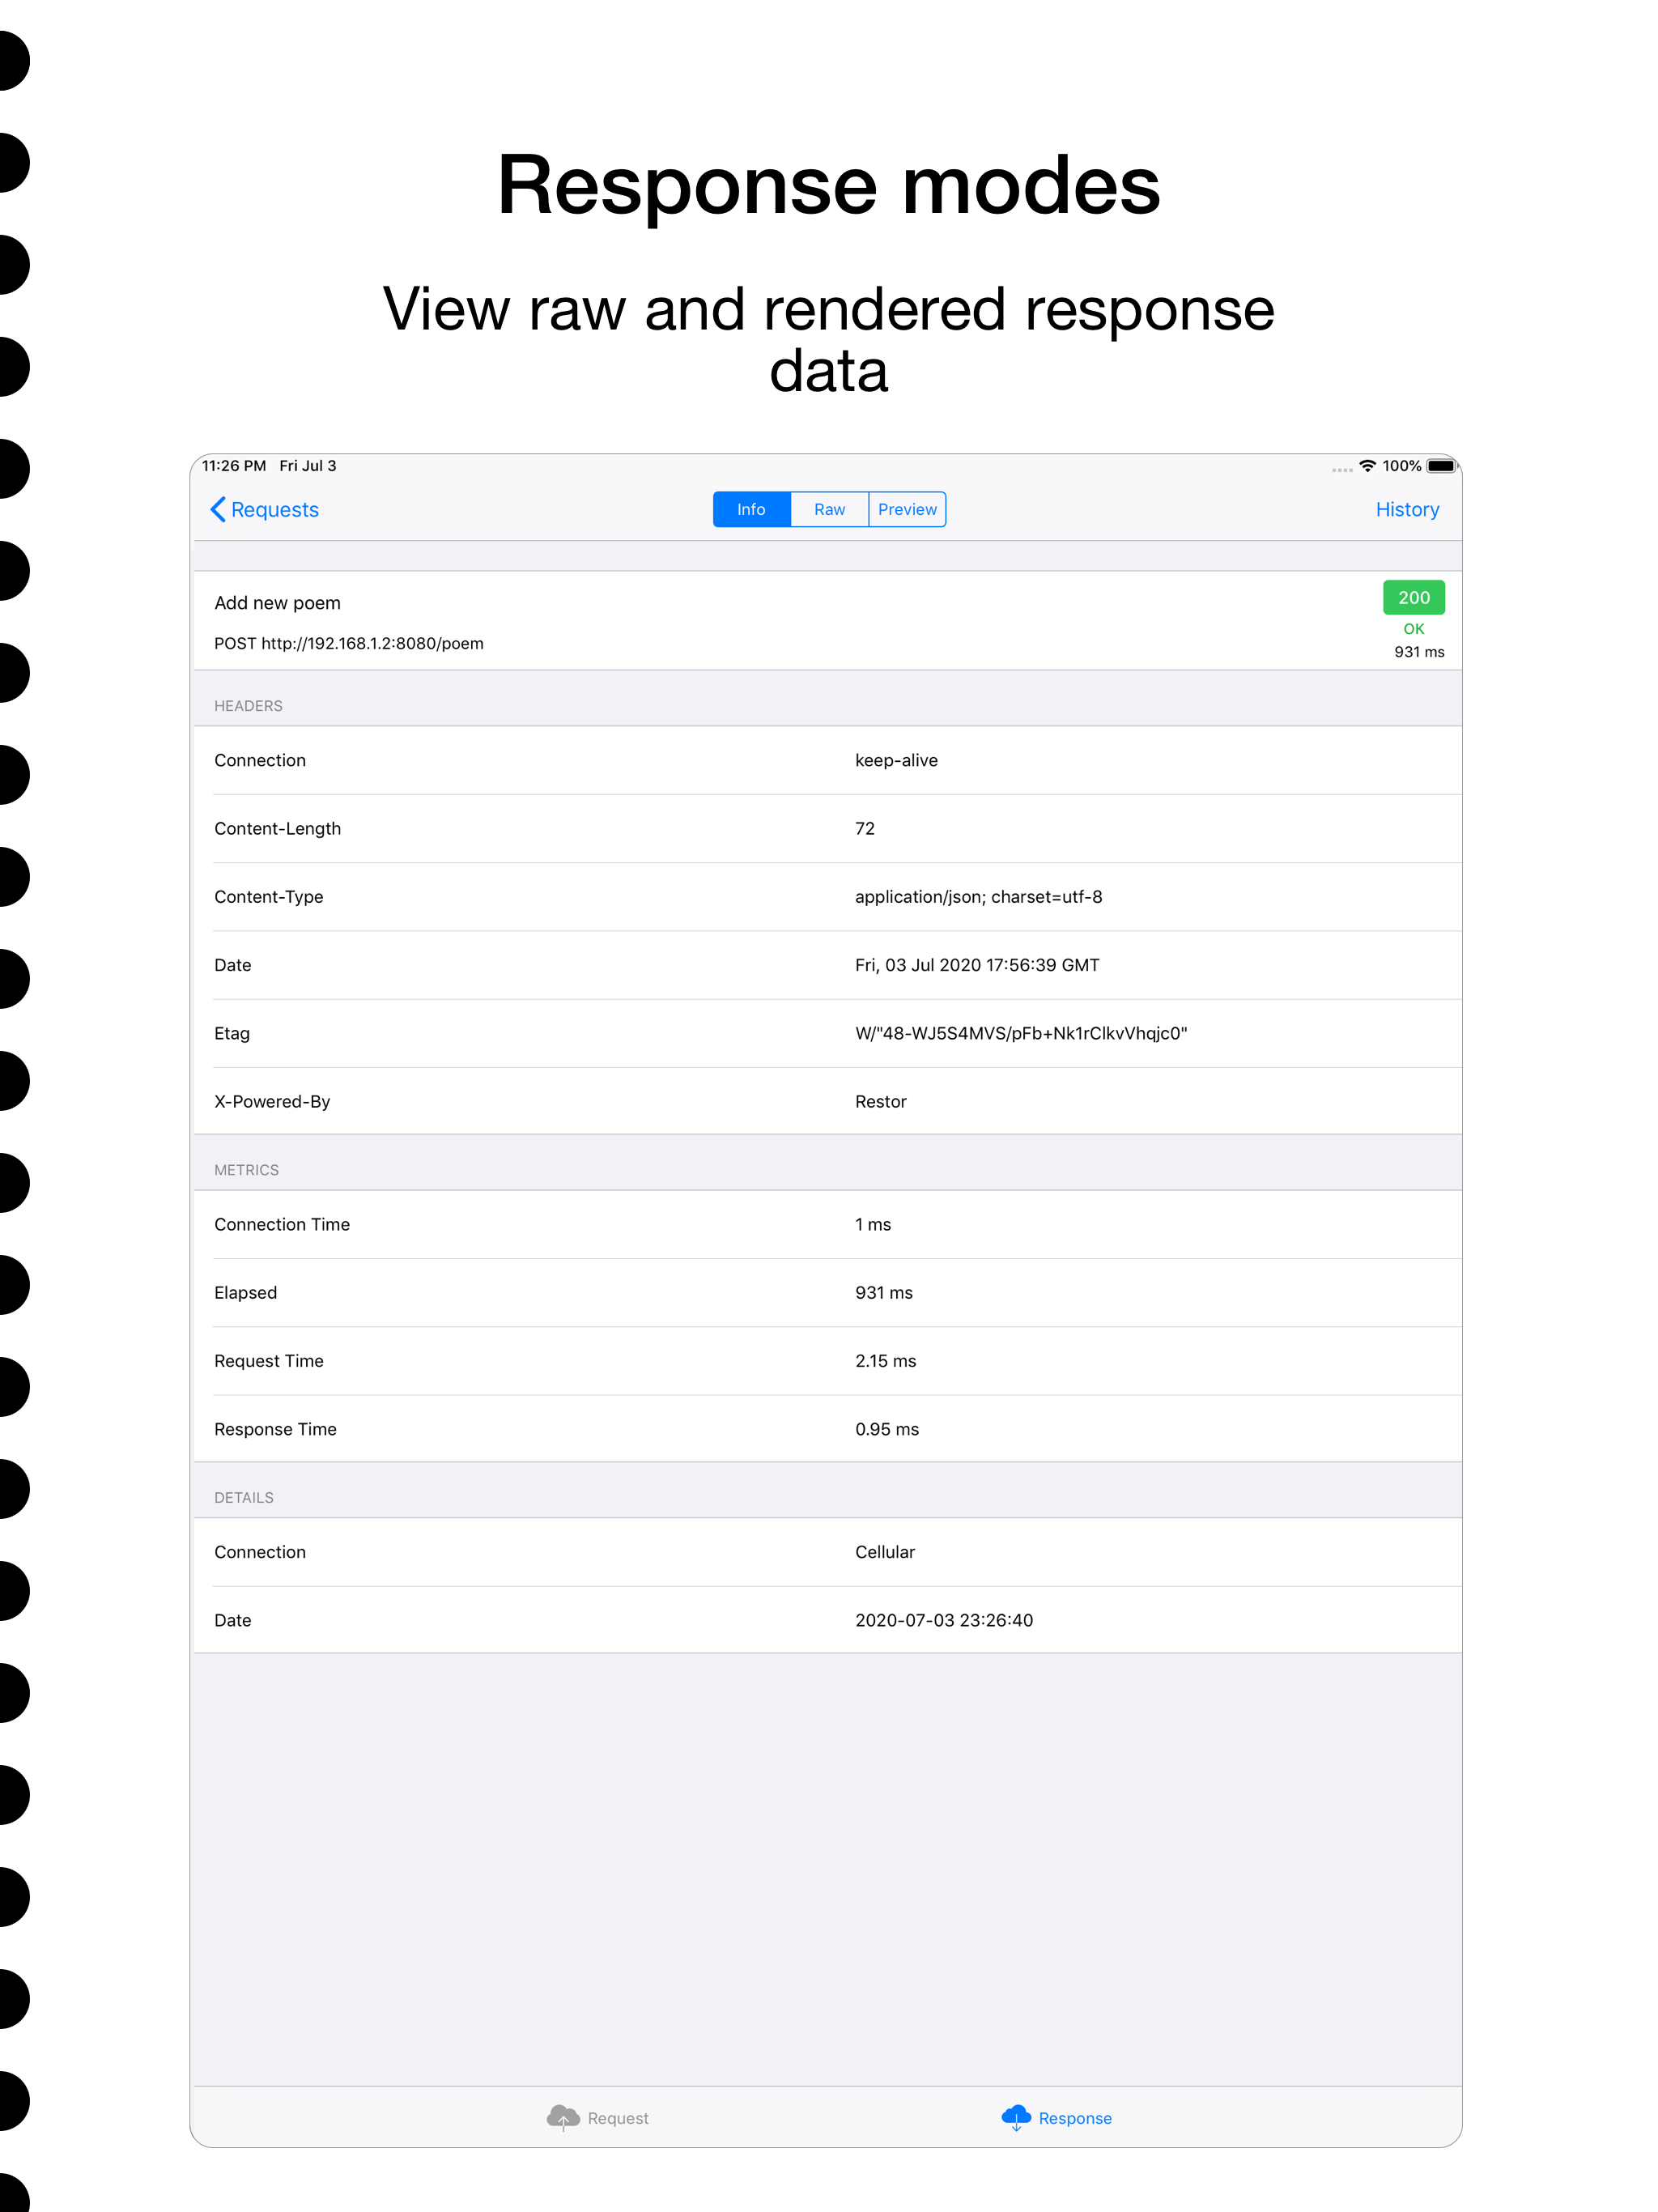 Response modes
View raw and rendered response
data
11:26 PM Fri Jul 3 100%
Requests Info Raw Preview History
Add new poem 200
OK
POST http://192.168.1.2:8080/poem 931 ms
HEADERS
Connection keep-alive
Content-Length 72
Content-Type application/json; charset=utf-8
Date Fri, 03 Jul 2020 17:56:39 GMT
Etag W/"48-WJ5S4MVS/pFb+Nk1rClkvVhqjc0"
X-Powered-By Restor
METRICS
Connection Time 1 ms
Elapsed 931 ms
Request Time 2.15 ms
Response Time 0.95 ms
DETAILS
Connection Cellular
Date 2020-07-03 23:26:40
Request Response